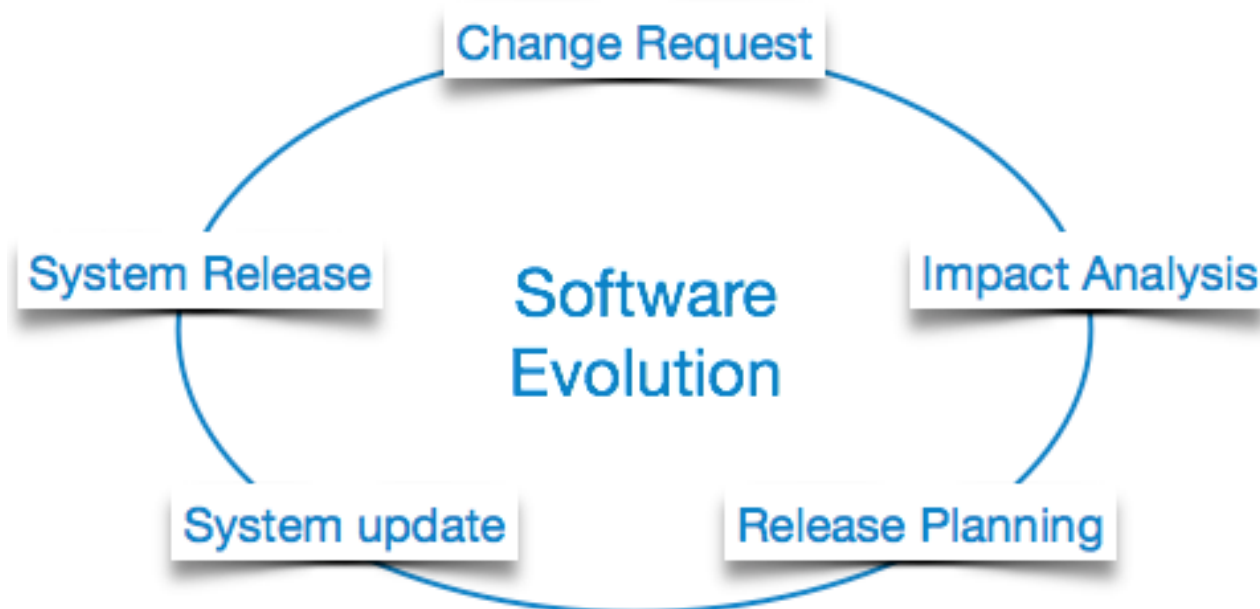 Change Request
System Release
Software
Evolution
Impact Analysis
System update
Release Planning